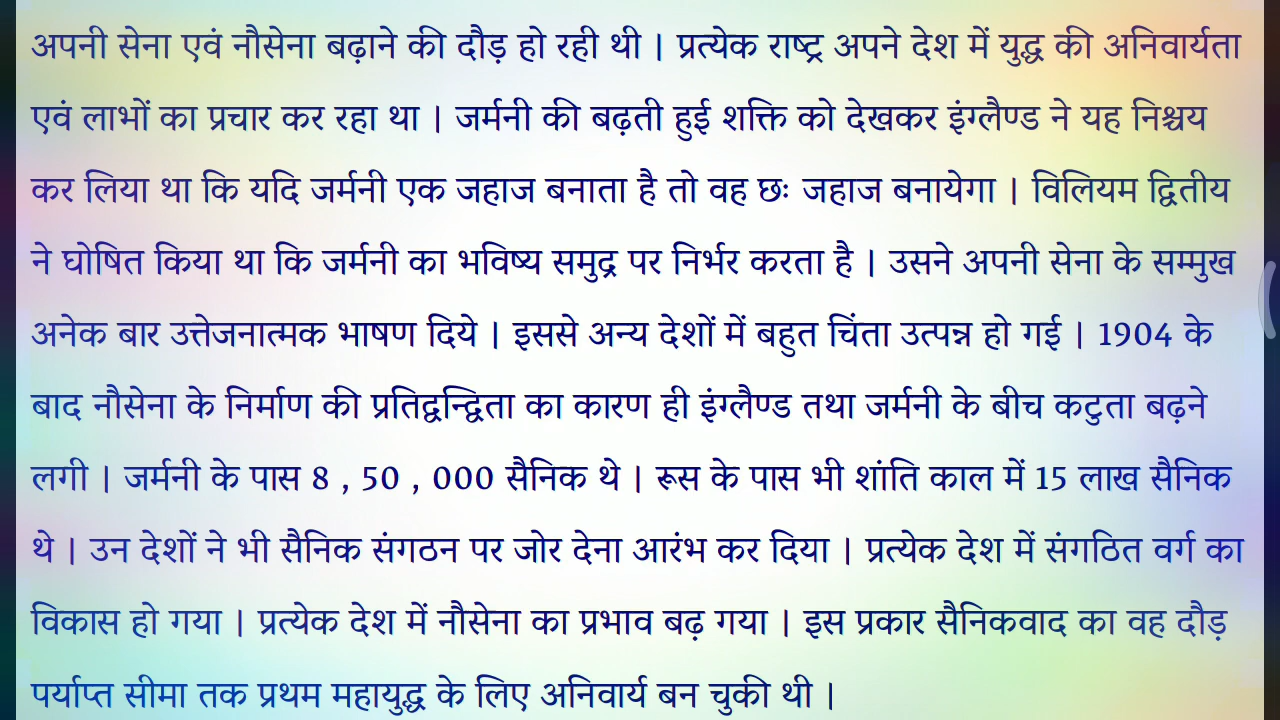 अपनी सेना एवं नौसेना बढ़ाने की दौड़ हो रही थी । प्रत्येक राष्ट्र अपने देश में युद्ध की अनिवार्यता
एवं लाभों का प्रचार कर रहा था । जर्मनी की बढ़ती हुई शक्ति को देखकर इंग्लैण्ड ने यह निश्चय
कर लिया था कि यदि जर्मनी एक जहाज बनाता है तो वह छः जहाज बनायेगा । विलियम द्वितीय
ने घोषित किया था कि जर्मनी का भविष्य समुद्र पर निर्भर करता है । उसने अपनी सेना के सम्मुख
अनेक बार उत्तेजनात्मक भाषण दिये । इससे अन्य देशों में बहुत चिंता उत्पन्न हो गई । 1904 के
बाद नौसेना के निर्माण की प्रतिद्वन्द्विता का कारण ही इंग्लैण्ड तथा जर्मनी के बीच कटुता बढ़ने
लगी । जर्मनी के पास 8 , 50 , 000 सैनिक थे । रूस के पास भी शांति काल में 15 लाख सैनिक
थे । उन देशों ने भी सैनिक संगठन पर जोर देना आरंभ कर दिया । प्रत्येक देश में संगठित वर्ग का
विकास हो गया । प्रत्येक देश में नौसेना का प्रभाव बढ़ गया । इस प्रकार सैनिकवाद का वह दौड़
पर्याप्त सीमा तक प्रथम महायुद्ध के लिए अनिवार्य बन चुकी थी ।